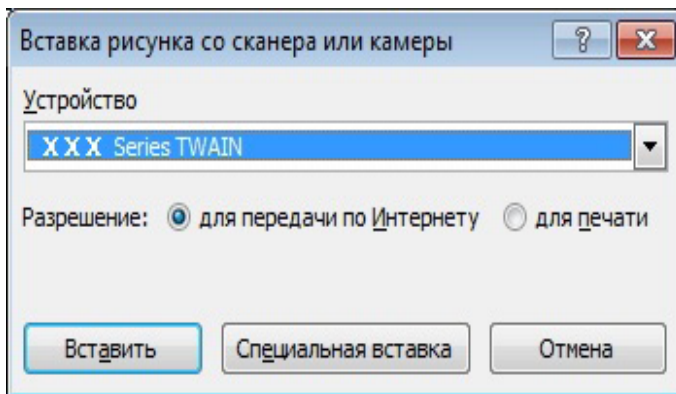 Вставка рисунка со сканера или камеры
Устройство
XXX Series TWAIN
Разрешение: для передачи по Интернету для печати
Вставить Специальная вставка Отмена